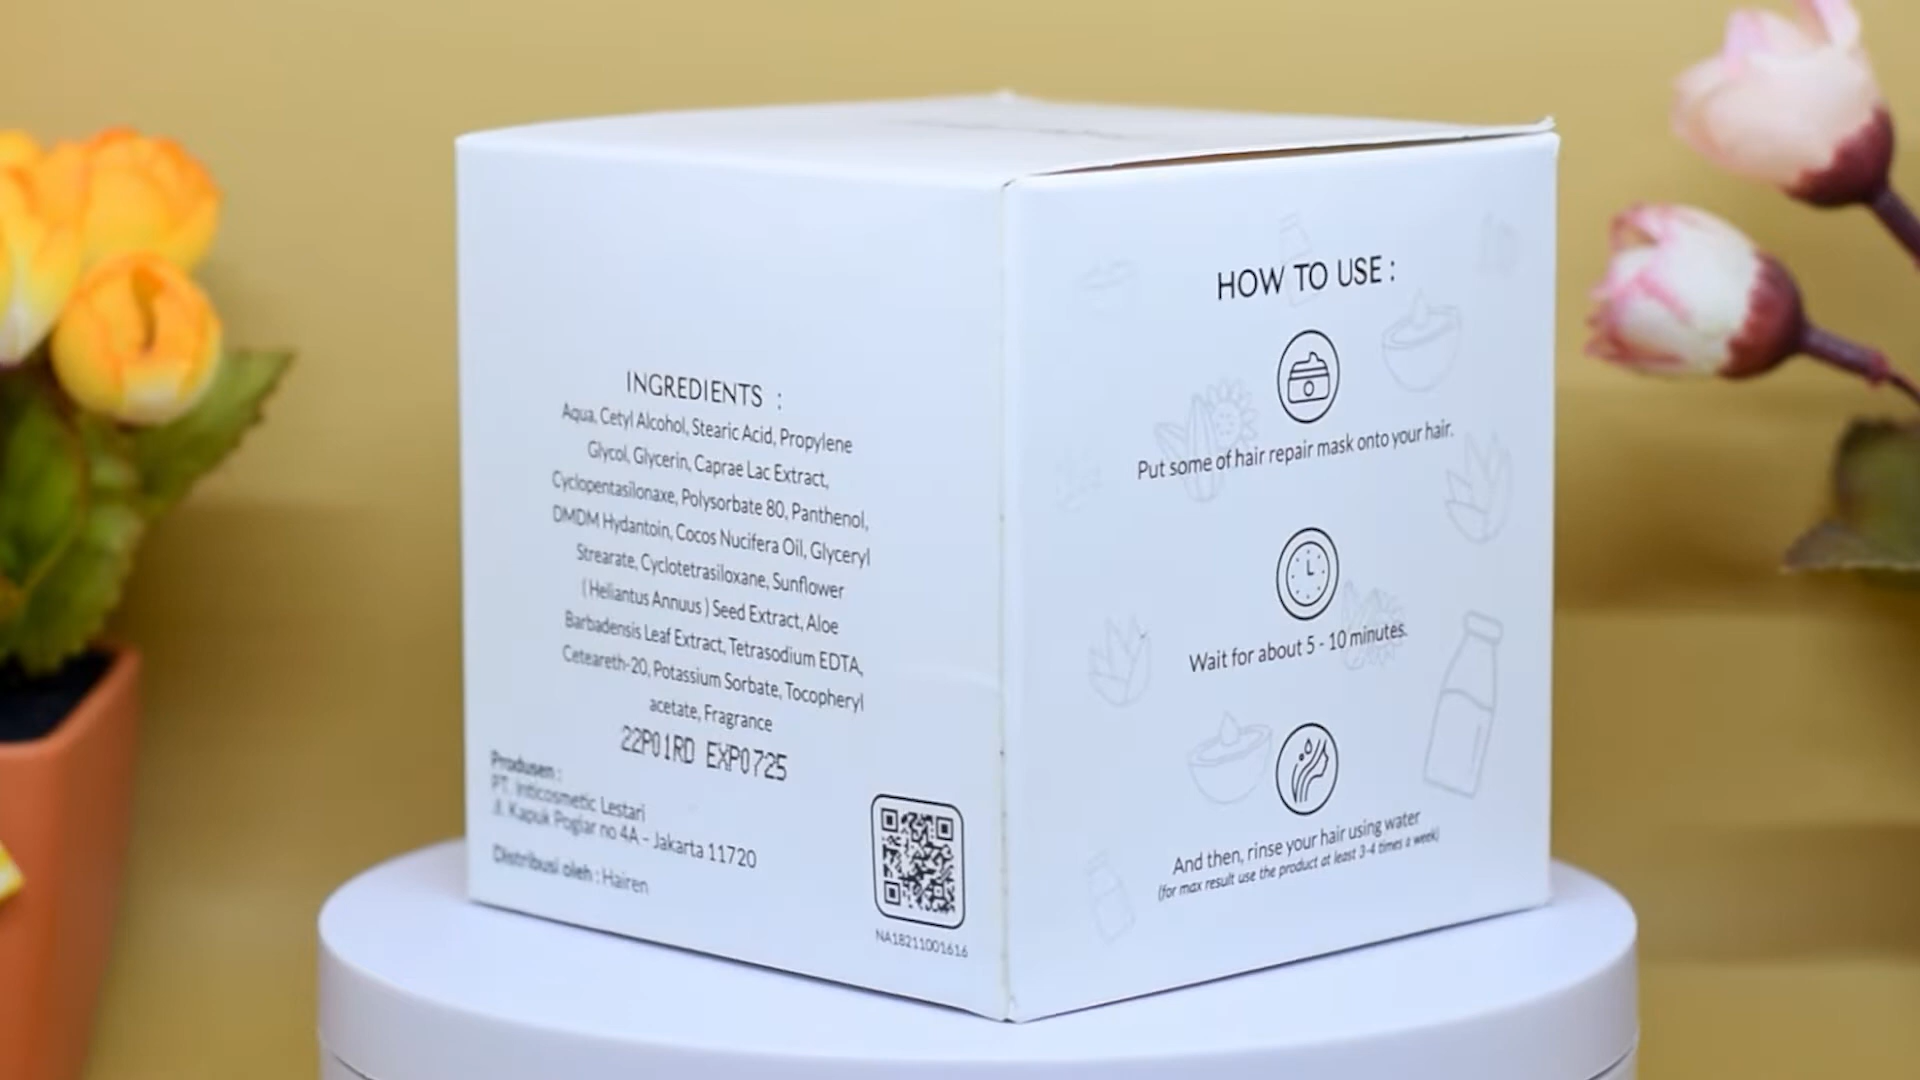 INGREDIENTS :
Aqua, Cetyl Alcohol, Stearic Acid, Propylene
Glycol, Glycerin, Caprae Lac Extract,
Cyclopentasilonaxe, Polysorbate 80, Panthenol,
DMDM Hydantoin, Cocos Nucifera Oil, Glyceryl
Strearate, Cyclotetrasiloxane, Sunflower
( Heliantus Annuus ) Seed Extract, Aloe
Barbadensis Leaf Extract, Tetrasodium EDTA,
Ceteareth-20, Potassium Sorbate, Tocopheryl
acetate, Fragrance
22P01RD EXP0725
Produsen :
PT. Inticosmetic Lestari
Jl. Kapuk Poglar no 4A - Jakarta 11720
Distribusi oleh : Hairen
NA18211001616
HOW TO USE :
Put some of hair repair mask onto your hair.
Wait for about 5 - 10 minutes.
And then, rinse your hair using water
(for max result use the product at least 3-4 times a week)